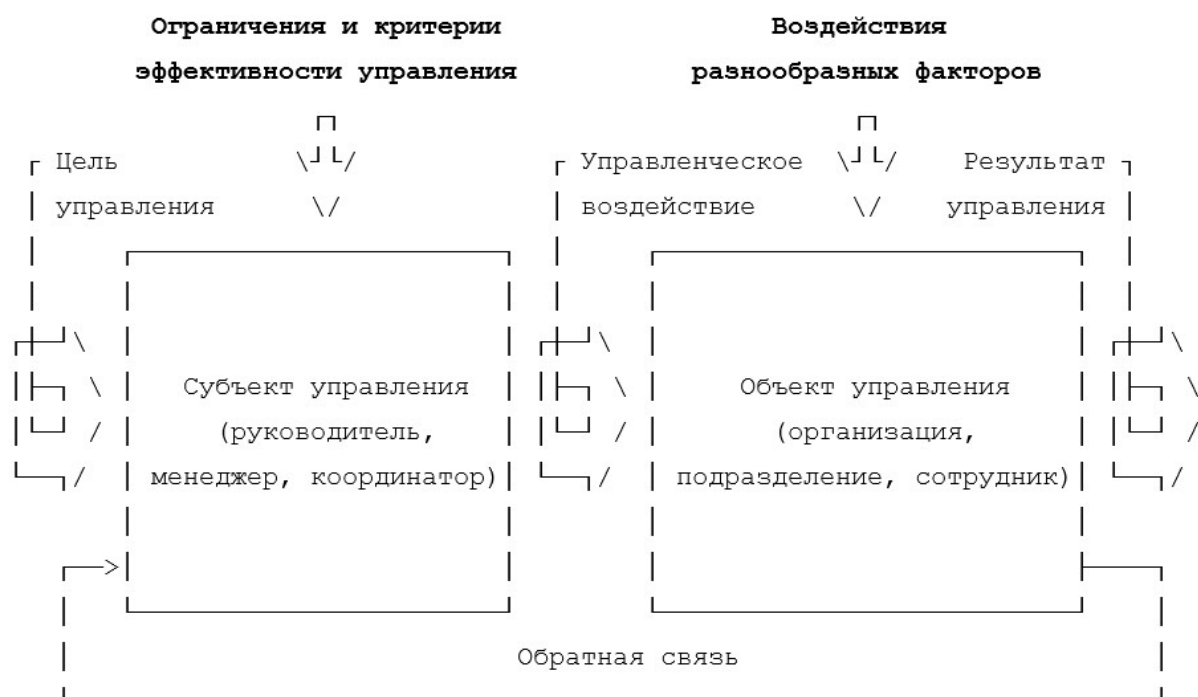 Ограничения и критерии
эффективности управления
Воздействия
разнообразных факторов
Цель
управления
Управленческое
воздействие
Результат
управления
Субъект управления
(руководитель,
менеджер, координатор)
Объект управления
(организация,
подразделение, сотрудник)
Обратная связь